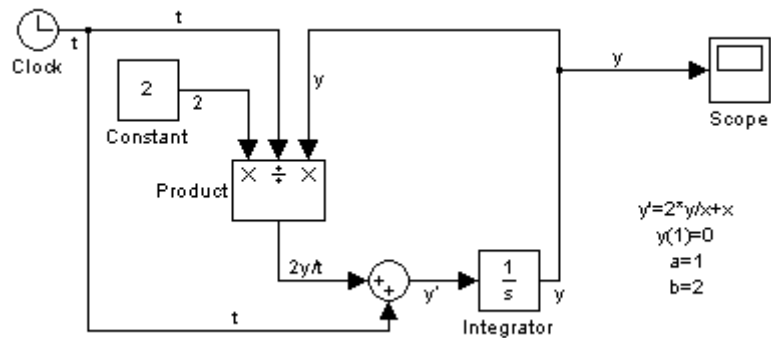 t
t
y
y
Clock
2
2
Constant
Scope
Product
× ÷ ×
y'=2*y/x+x
y(1)=0
a=1
b=2
2y/t
+
+
y'
1
s
y
t
Integrator